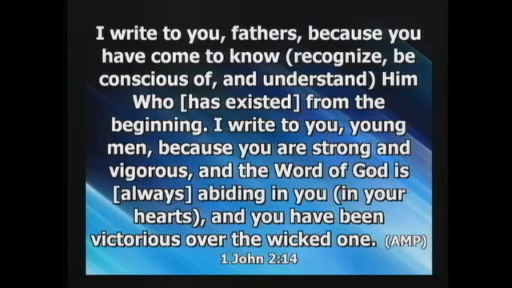 I write to you, fathers, because you
have come to know (recognize, be
conscious of, and understand) Him
Who [has existed] from the
beginning. I write to you, young
men, because you are strong and
vigorous, and the Word of God is
[always] abiding in you (in your
hearts), and you have been
victorious over the wicked one. (AMP)
1 John 2:14